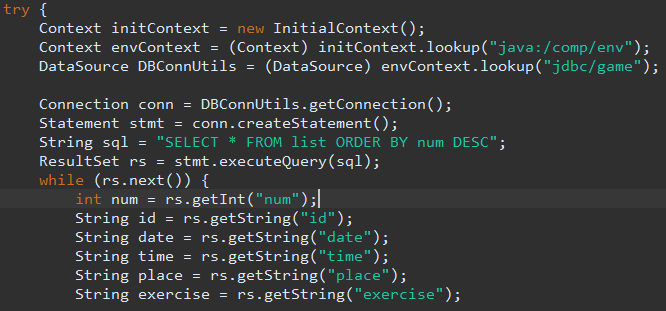 try {
    Context initContext = new InitialContext();
    Context envContext = (Context) initContext.lookup("java:/comp/env");
    DataSource DBConnUtils = (DataSource) envContext.lookup("jdbc/game");

    Connection conn = DBConnUtils.getConnection();
    Statement stmt = conn.createStatement();
    String sql = "SELECT * FROM list ORDER BY num DESC";
    ResultSet rs = stmt.executeQuery(sql);
    while (rs.next()) {
        int num = rs.getInt("num");
        String id = rs.getString("id");
        String date = rs.getString("date");
        String time = rs.getString("time");
        String place = rs.getString("place");
        String exercise = rs.getString("exercise");